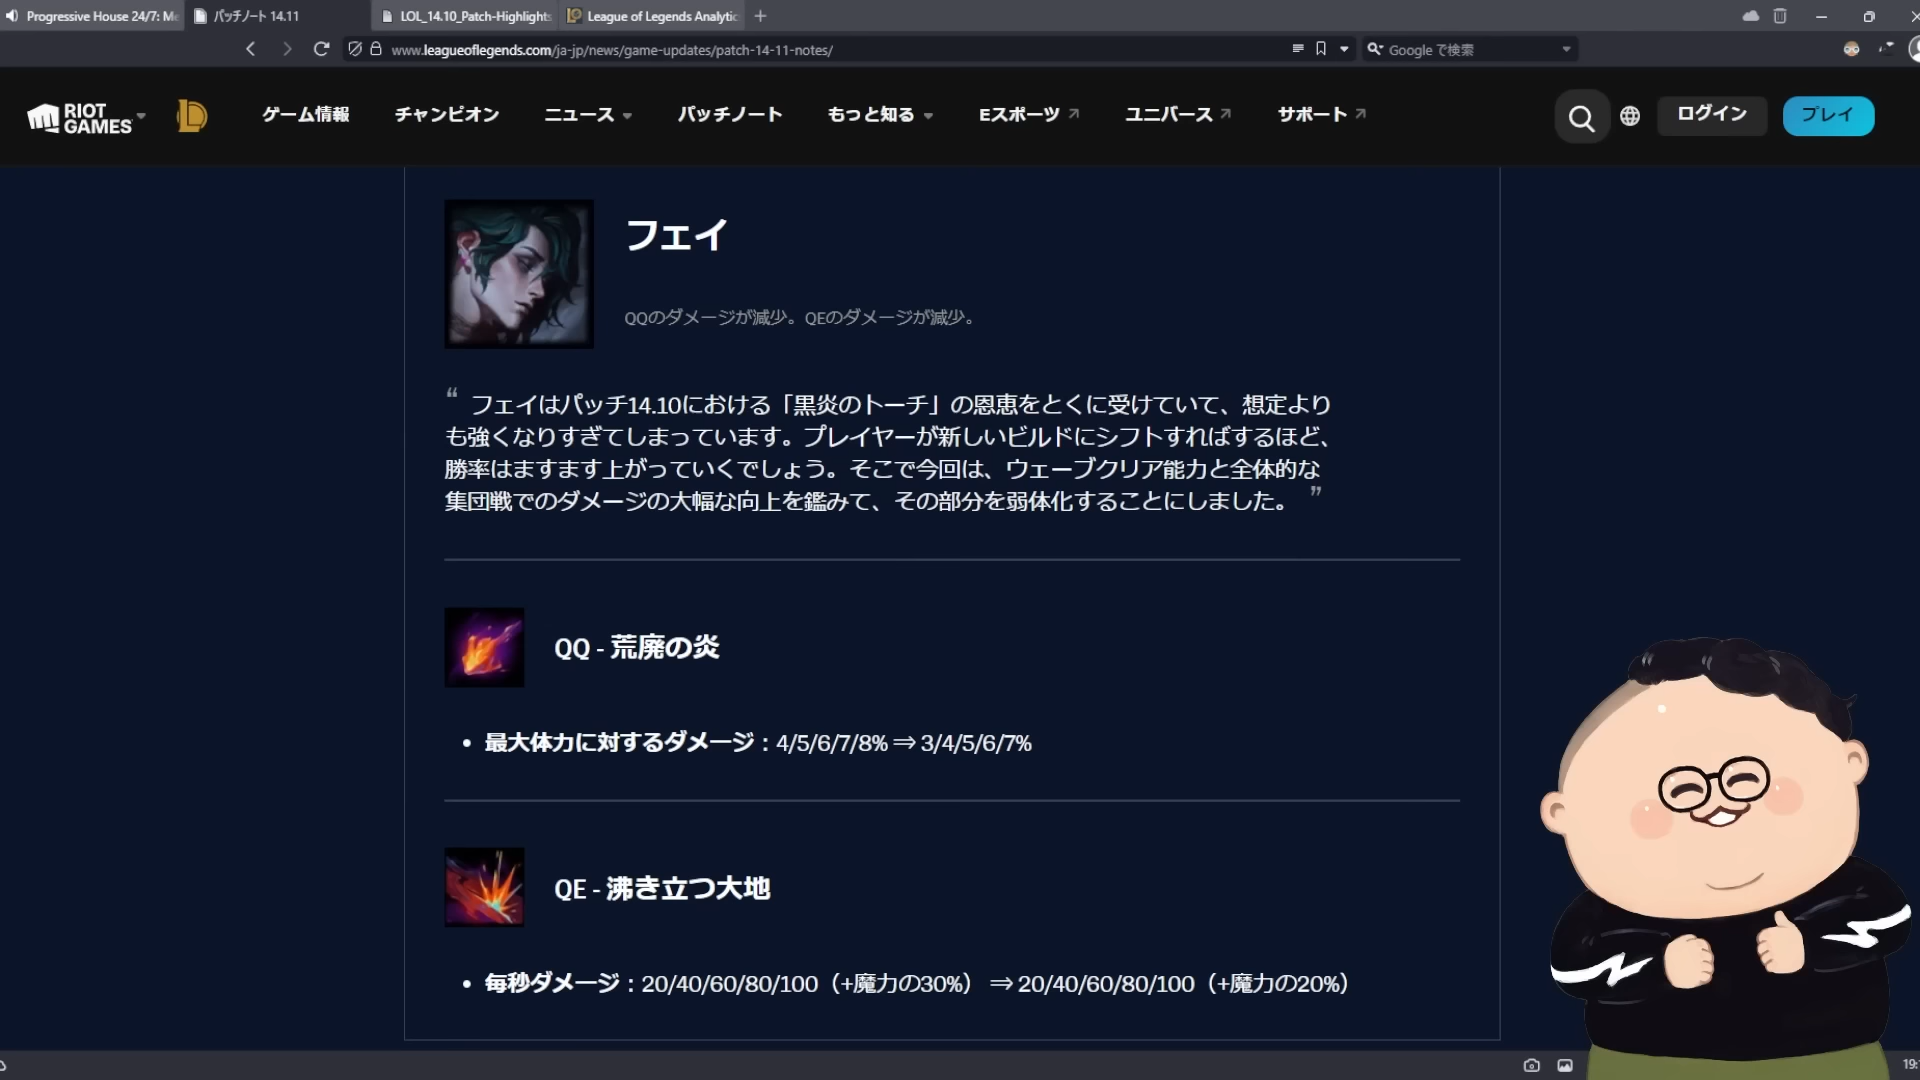 Progressive House 24/7: Me
パッチノート 14.11
LOL_14.10_Patch-Highlights
League of Legends Analytic
www.leagueoflegends.com/ja-jp/news/game-updates/patch-14-11-notes/
Google で検索
RIOT GAMES
ゲーム情報
チャンピオン
ニュース
パッチノート
もっと知る
Eスポーツ
ユニバース
サポート
ログイン
プレイ
フェイ
QQのダメージが減少。QEのダメージが減少。
“ フェイはパッチ14.10における「黒炎のトーチ」の恩恵をとくに受けていて、想定より
も強くなりすぎてしまっています。プレイヤーが新しいビルドにシフトすればするほど、
勝率はますます上がっていくでしょう。そこで今回は、ウェーブクリア能力と全体的な
集団戦でのダメージの大幅な向上を鑑みて、その部分を弱体化することにしました。 ”
QQ - 荒廃の炎
• 最大体力に対するダメージ：4/5/6/7/8% ⇒ 3/4/5/6/7%
QE - 沸き立つ大地
• 毎秒ダメージ：20/40/60/80/100（+魔力の30%） ⇒ 20/40/60/80/100（+魔力の20%）